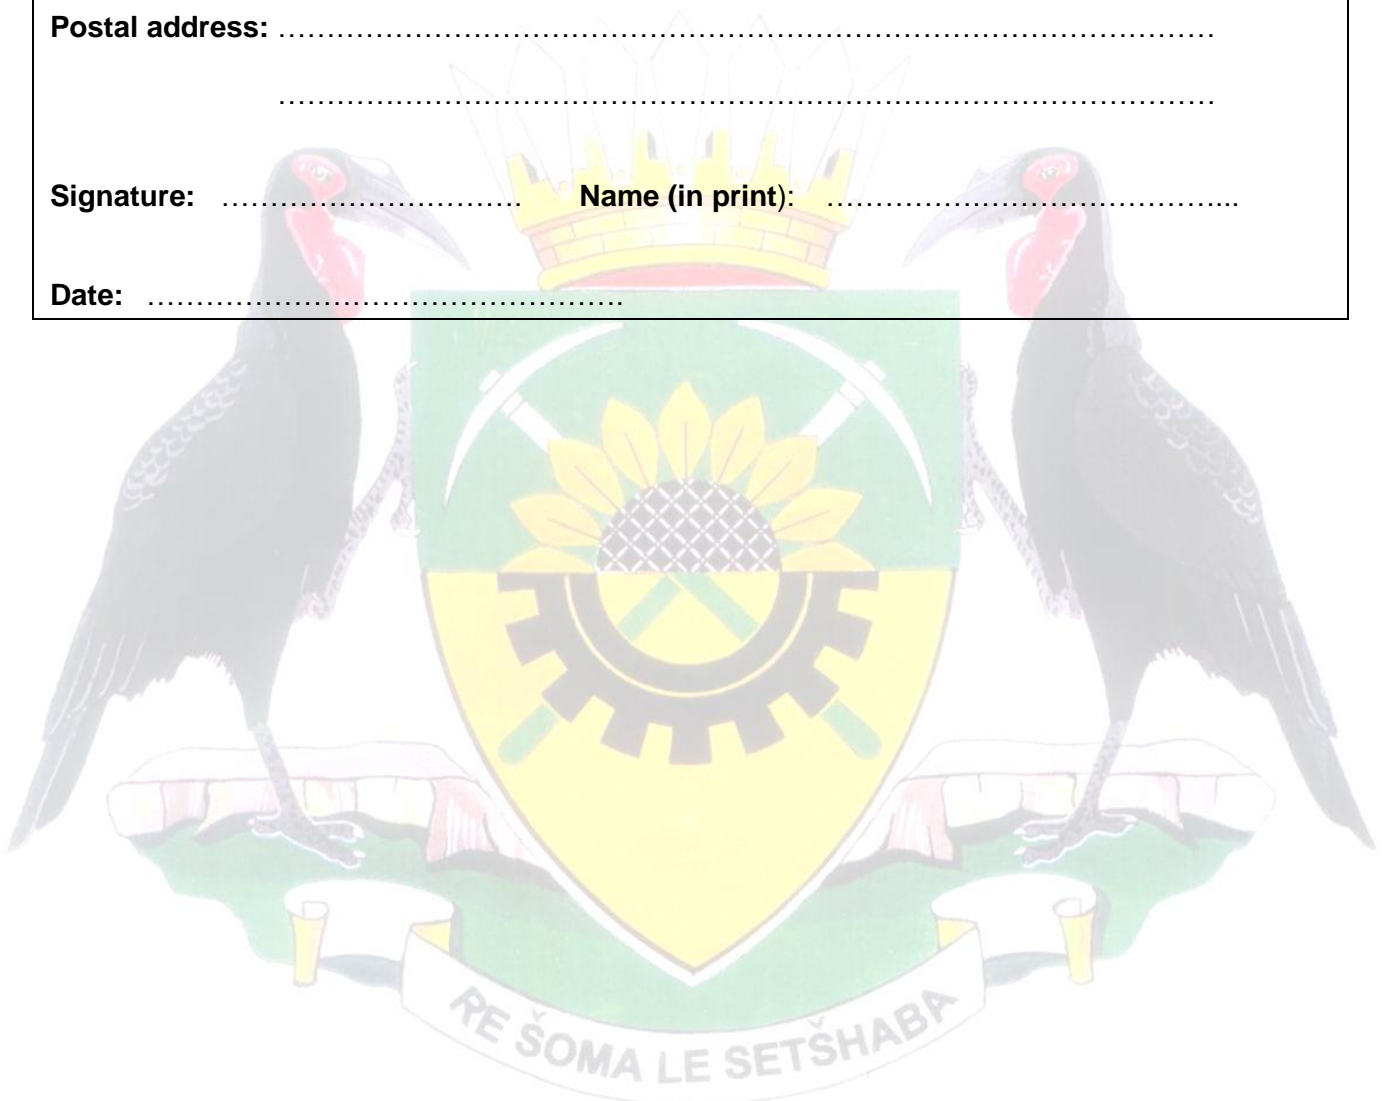 Postal address: ……………………………………………………………………………………
……………………………………………………………………………………
Signature: …………………………. Name (in print): …………………………………...
Date: ………………………………………….
RE ŠOMA LE SETŠHABA